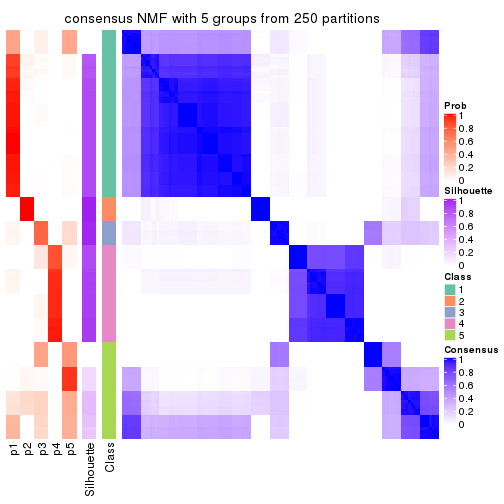 consensus NMF with 5 groups from 250 partitions
Prob
1
0.8
0.6
0.4
0.2
0
Silhouette
1
0.8
0.6
0.4
0.2
0
Class
1
2
3
4
5
Consensus
1
0.8
0.6
0.4
0.2
0
p1
p2
p3
p4
p5
Silhouette
Class